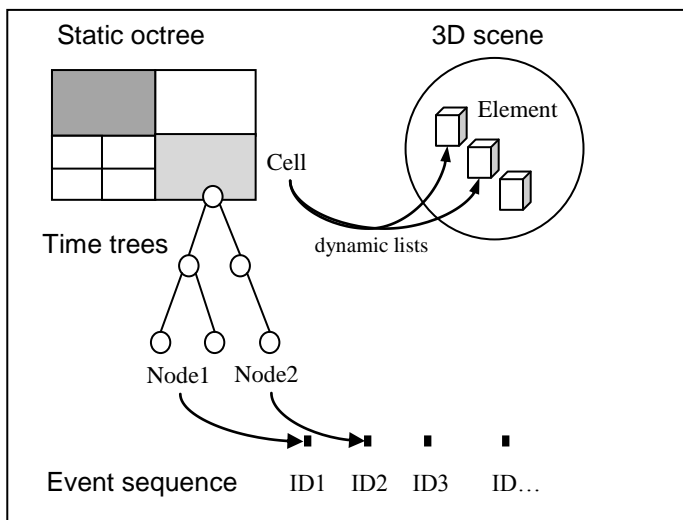 Static octree
3D scene
Element
Cell
dynamic lists
Time trees
Node1
Node2
Event sequence
ID1
ID2
ID3
ID…